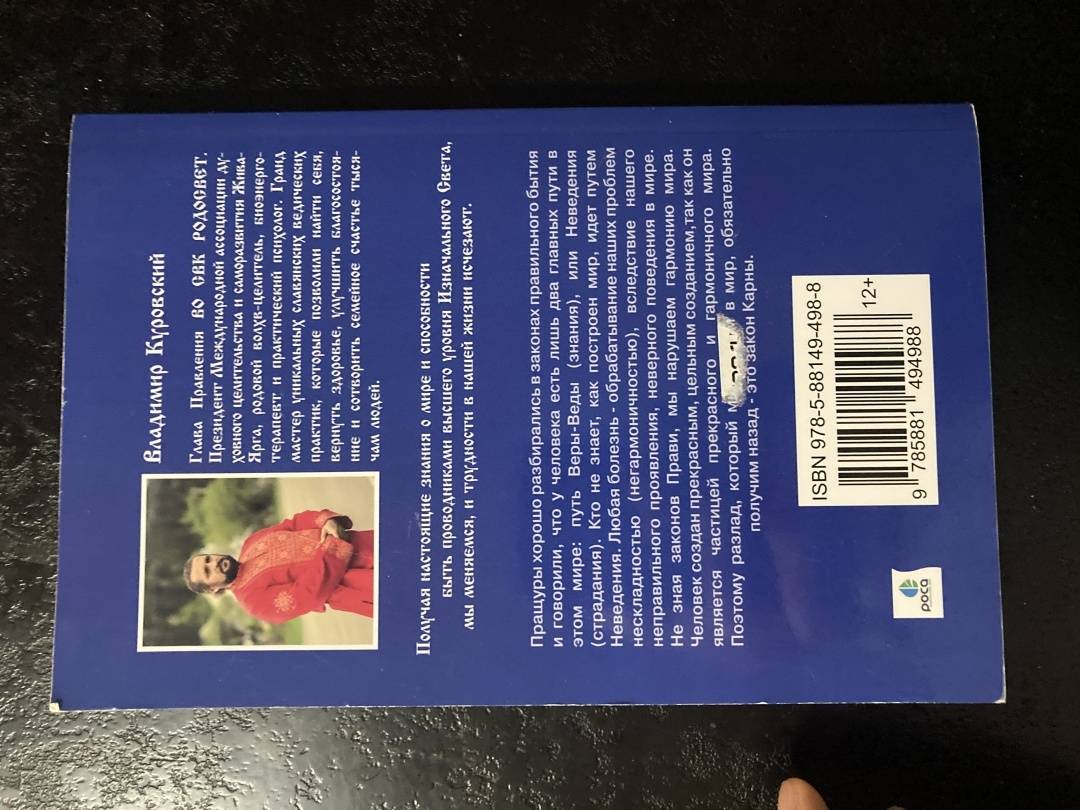 Владимир Куровский
Глава Правления ВО СВК РОДОСВЕТ.
Президент Международной ассоциации ду-
ховного целительства и саморазвития Жива-
Ярга, родовой волхв-целитель, биоэнерго-
терапевт и практический психолог. Гранд
мастер уникальных славянских ведических
практик, которые позволили найти себя,
вернуть здоровье, улучшить благосостоя-
ние и сотворить семейное счастье тыся-
чам людей.
Получая настоящие знания о мире и способности
быть проводниками высшего уровня Изначального Света,
мы меняемся, и трудности в нашей жизни исчезают.
Пращуры хорошо разбирались в законах правильного бытия
и говорили, что у человека есть лишь два главных пути в
этом мире: путь Веры-Веды (знания), или Неведения
(страдания). Кто не знает, как построен мир, идет путем
Неведения. Любая болезнь - обрабатывание наших проблем
нескладностью (негармоничностью), вследствие нашего
неправильного проявления, неверного поведения в мире.
Не зная законов Прави, мы нарушаем гармонию мира.
Человек создан прекрасным, цельным созданием,так как он
является частицей прекрасного и гармоничного мира.
Поэтому разлад, который в мир, обязательно
получим назад - это закон Карны.
роса
ISBN 978-5-88149-498-8
12+
9 785881 494988